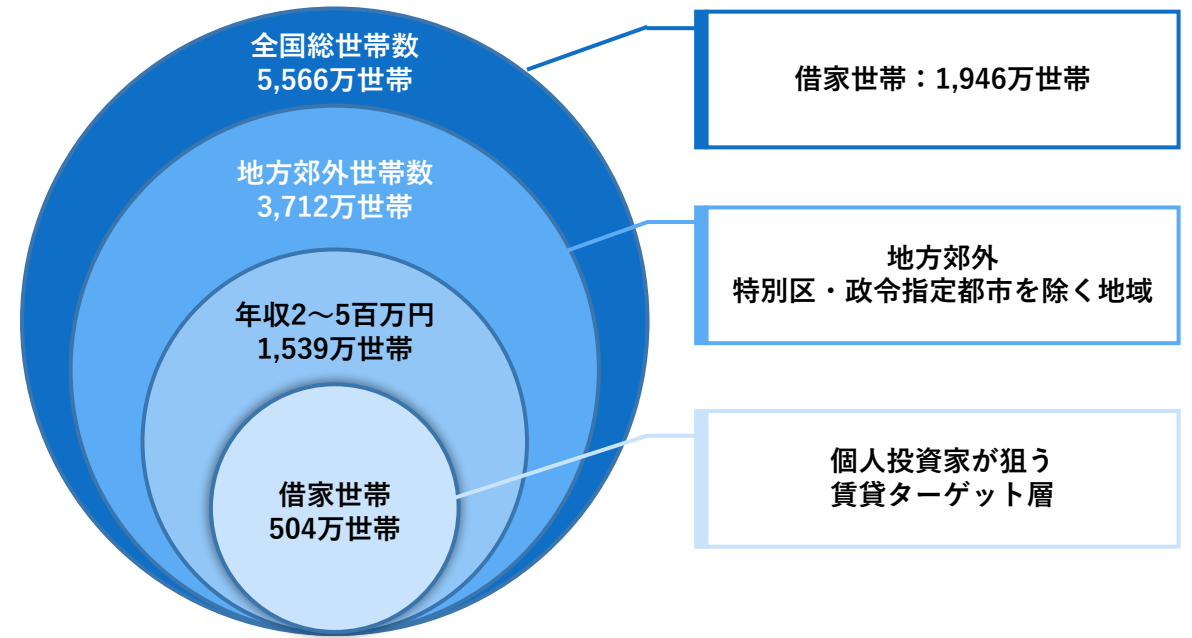 全国総世帯数
5,566万世帯
地方郊外世帯数
3,712万世帯
年収2～5百万円
1,539万世帯
借家世帯
504万世帯
借家世帯：1,946万世帯
地方郊外
特別区・政令指定都市を除く地域
個人投資家が狙う
賃貸ターゲット層